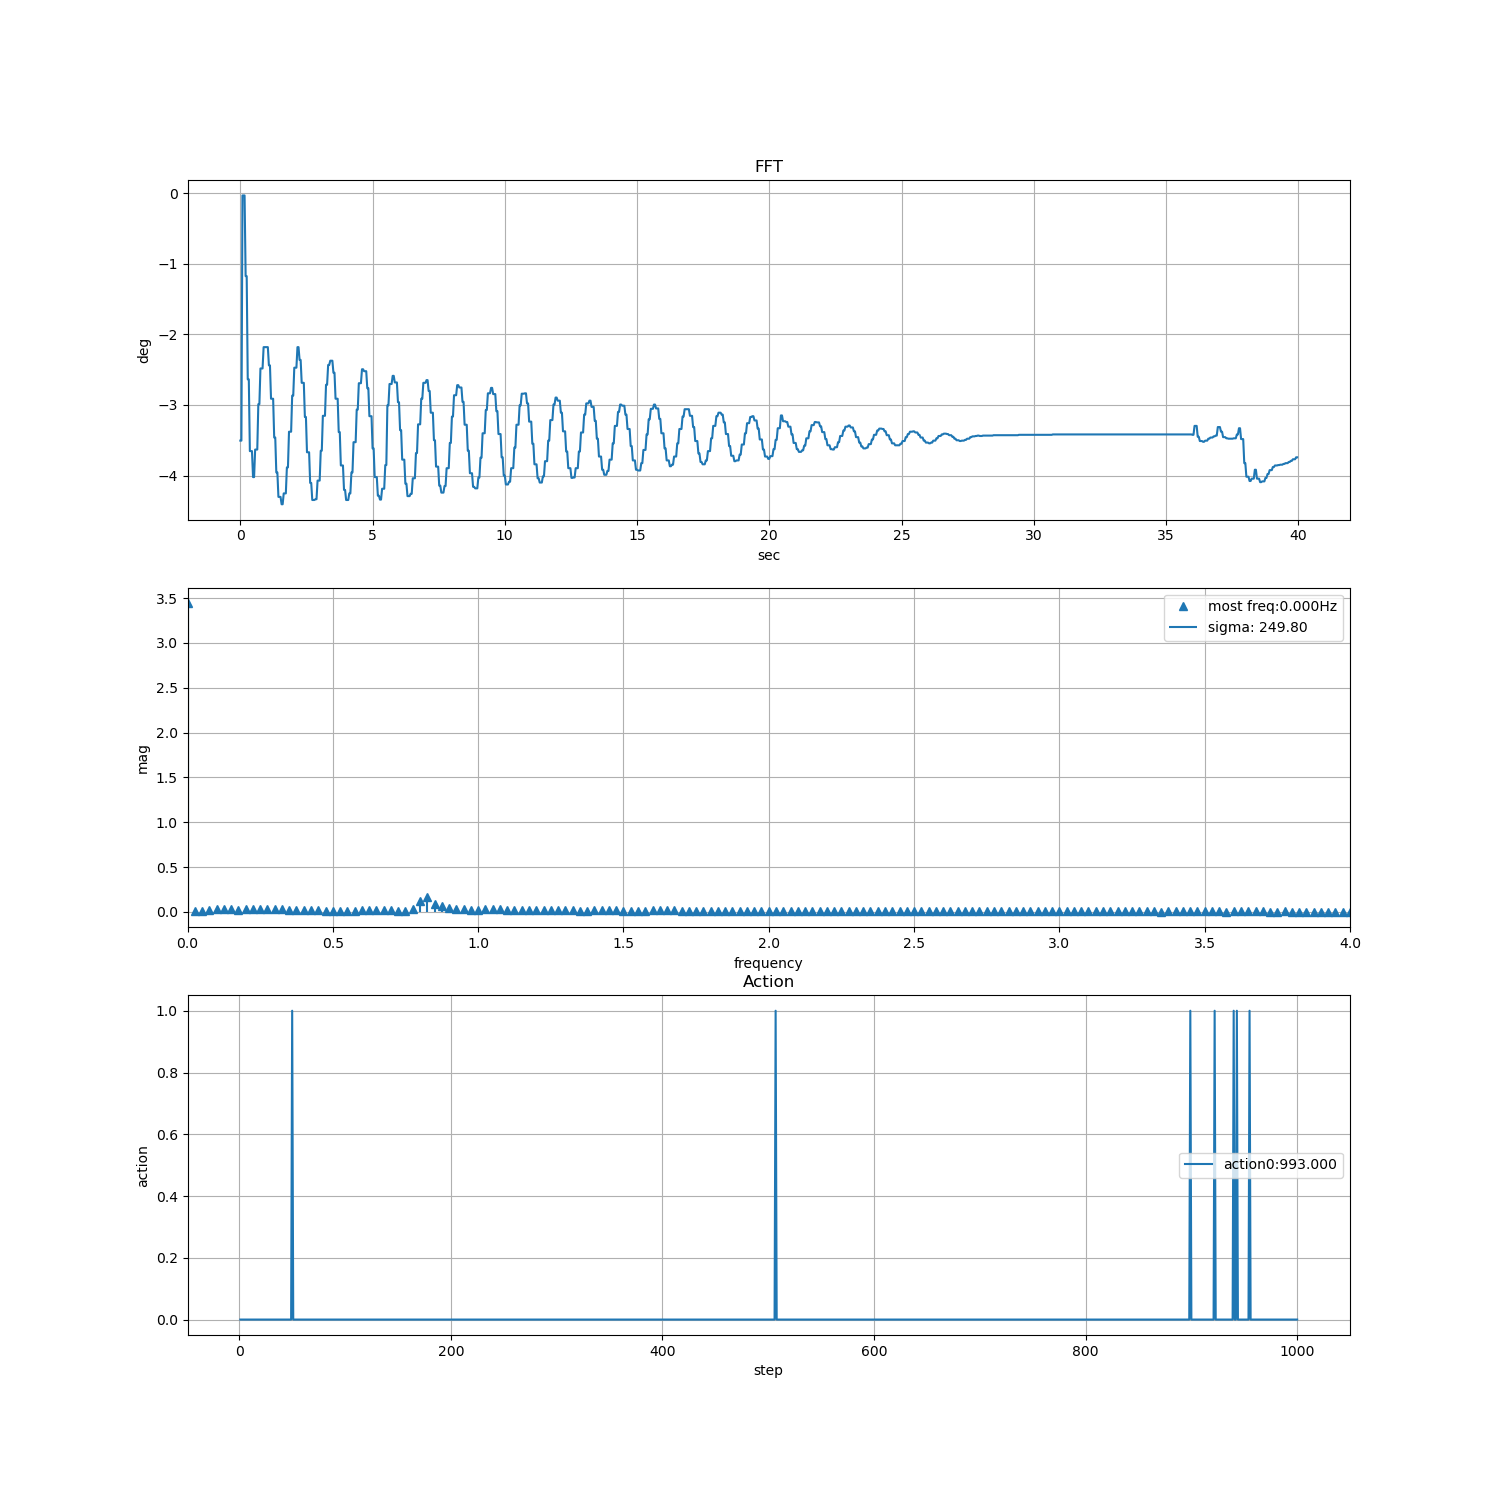 FFT
0
−1
−2
−3
−4
deg
0 5 10 15 20 25 30 35 40
sec
3.5
3.0
2.5
2.0
1.5
1.0
0.5
0.0
mag
most freq:0.000Hz
sigma: 249.80
0.0 0.5 1.0 1.5 2.0 2.5 3.0 3.5 4.0
frequency
Action
1.0
0.8
0.6
0.4
0.2
0.0
action
action0:993.000
0 200 400 600 800 1000
step